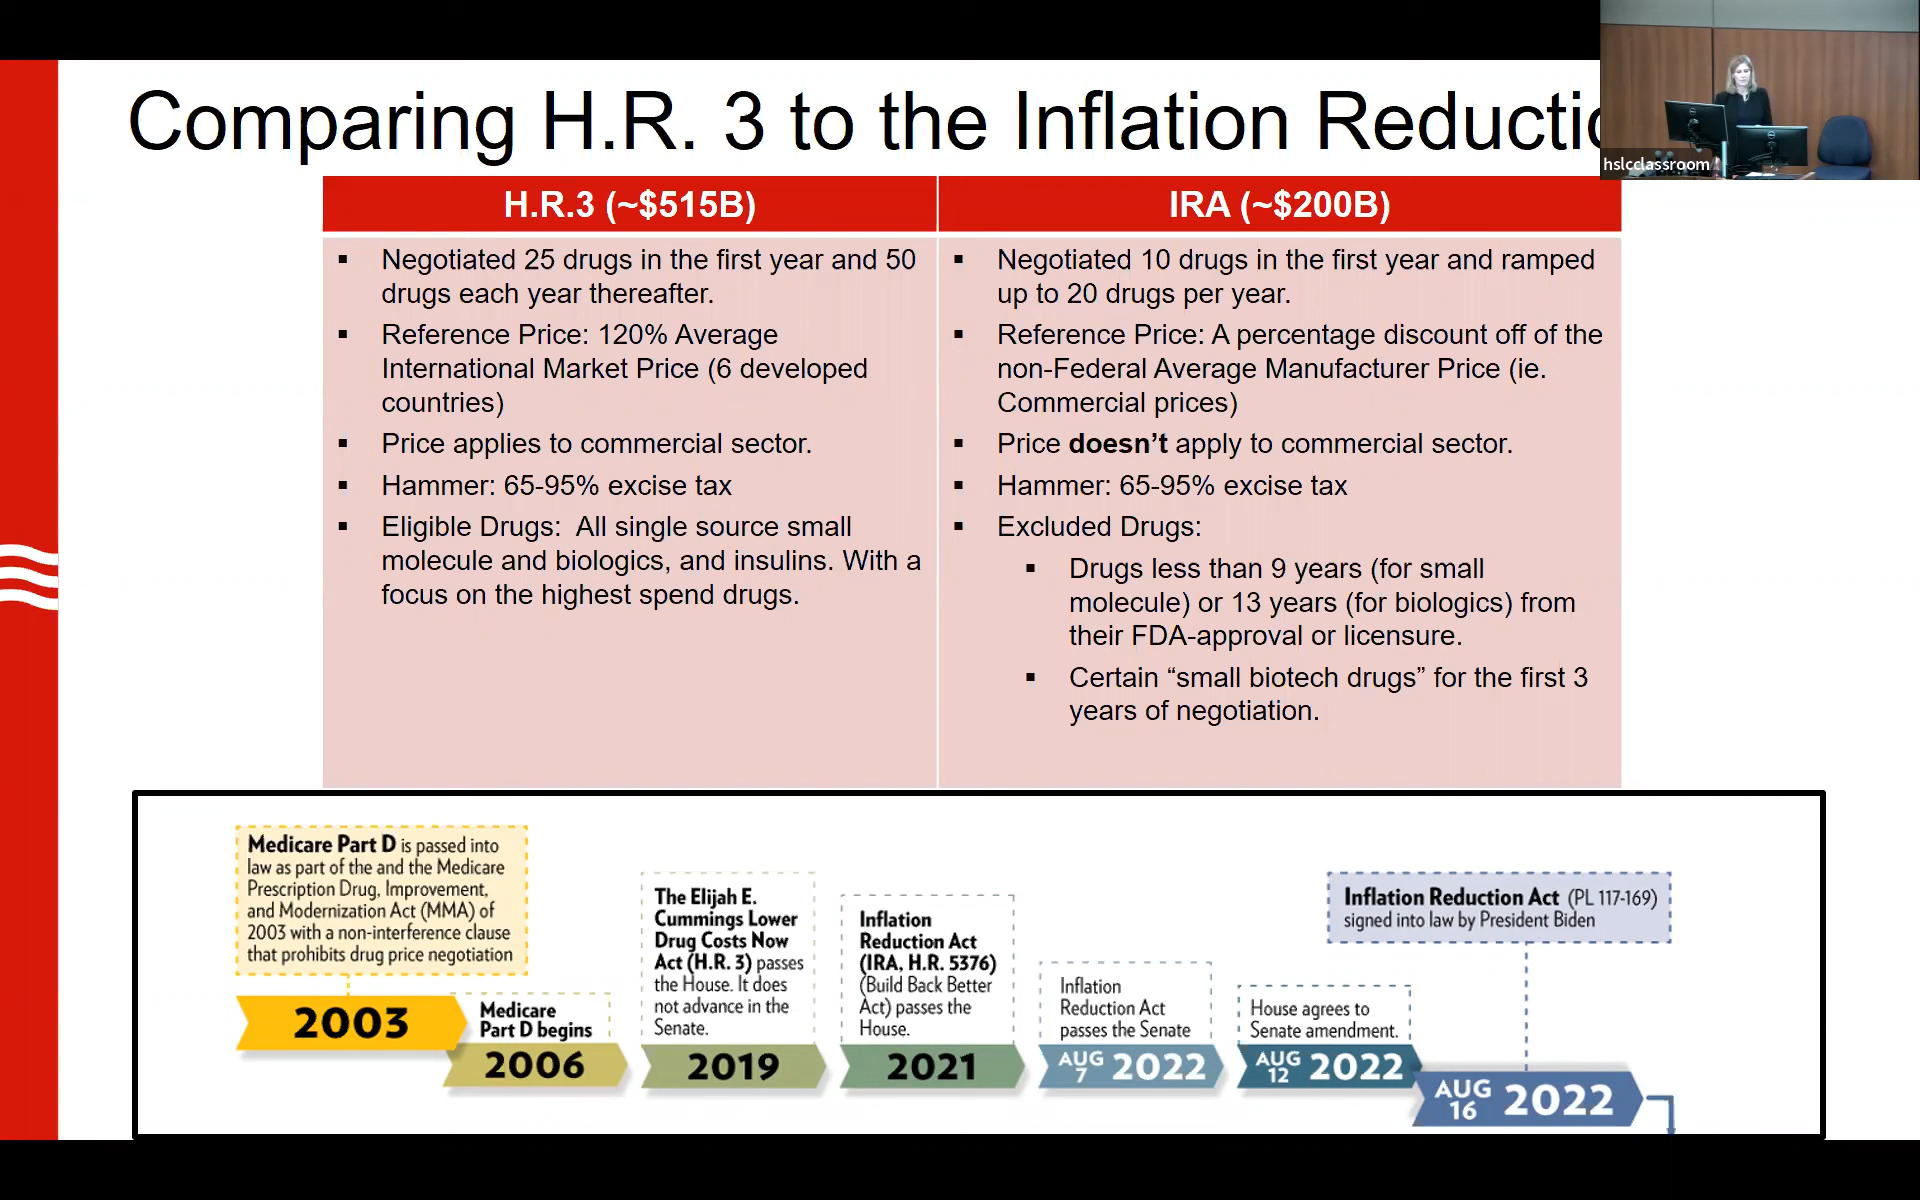 Comparing H.R. 3 to the Inflation Reductio
hslcclassroom
H.R.3 (~$515B)
▪ Negotiated 25 drugs in the first year and 50
drugs each year thereafter.
▪ Reference Price: 120% Average
International Market Price (6 developed
countries)
▪ Price applies to commercial sector.
▪ Hammer: 65-95% excise tax
▪ Eligible Drugs:  All single source small
molecule and biologics, and insulins. With a
focus on the highest spend drugs.
IRA (~$200B)
▪ Negotiated 10 drugs in the first year and ramped
up to 20 drugs per year.
▪ Reference Price: A percentage discount off of the
non-Federal Average Manufacturer Price (ie.
Commercial prices)
▪ Price doesn’t apply to commercial sector.
▪ Hammer: 65-95% excise tax
▪ Excluded Drugs:
▪ Drugs less than 9 years (for small
molecule) or 13 years (for biologics) from
their FDA-approval or licensure.
▪ Certain “small biotech drugs” for the first 3
years of negotiation.
Medicare Part D is passed into
law as part of the and the Medicare
Prescription Drug, Improvement,
and Modernization Act (MMA) of
2003 with a non-interference clause
that prohibits drug price negotiation
2003
Medicare
Part D begins
2006
The Elijah E.
Cummings Lower
Drug Costs Now
Act (H.R. 3) passes
the House. It does
not advance in the
Senate.
2019
Inflation
Reduction Act
(IRA, H.R. 5376)
(Build Back Better
Act) passes the
House.
2021
Inflation
Reduction Act
passes the Senate
AUG 7 2022
House agrees to
Senate amendment.
AUG 12 2022
Inflation Reduction Act (PL 117-169)
signed into law by President Biden
AUG 16 2022